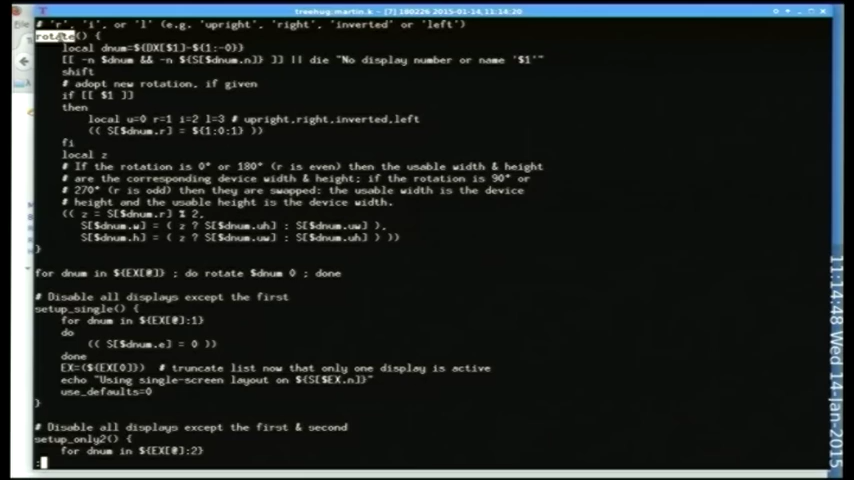 treehug:martin.k - [7] 180226 2015-01-14,11:14:20
# 'r', 'i', or 'l' (e.g. 'upright', 'right', 'inverted' or 'left')
rotate() {
local dnum=${DX[$1]-${1:-0}}
[[ -n $dnum && -n ${S[$dnum.n]} ]] || die "No display number or name '$1'"
shift
# adopt new rotation, if given
if [[ $1 ]]
then
local u=0 r=1 i=2 l=3 # upright,right,inverted,left
(( S[$dnum.r] = ${1:0:1} ))
fi
local z
# If the rotation is 0° or 180° (r is even) then the usable width & height
# are the corresponding device width & height; if the rotation is 90° or
# 270° (r is odd) then they are swapped: the usable width is the device
# height and the usable height is the device width.
(( z = S[$dnum.r] % 2,
S[$dnum.w] = ( z ? S[$dnum.uh] : S[$dnum.uw] ),
S[$dnum.h] = ( z ? S[$dnum.uw] : S[$dnum.uh] ) ))
}
for dnum in ${EX[@]} ; do rotate $dnum 0 ; done
# Disable all displays except the first
setup_single() {
for dnum in ${EX[@]:1}
do
(( S[$dnum.e] = 0 ))
done
EX=(${EX[0]}) # truncate list now that only one display is active
echo "Using single-screen layout on ${S[$EX.n]}"
use_defaults=0
}
# Disable all displays except the first & second
setup_only2() {
for dnum in ${EX[@]:2}
:
11:14:48 Wed 14-Jan-2015